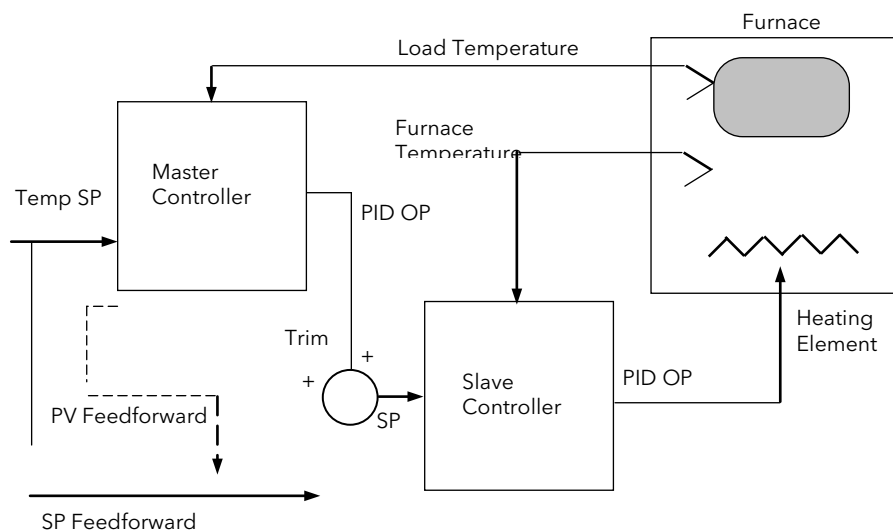 Furnace
Load Temperature
Furnace
Temperature
Master
Controller
Temp SP
PID OP
Heating
Element
Trim
+
+
Slave
Controller
PID OP
SP
PV Feedforward
SP Feedforward